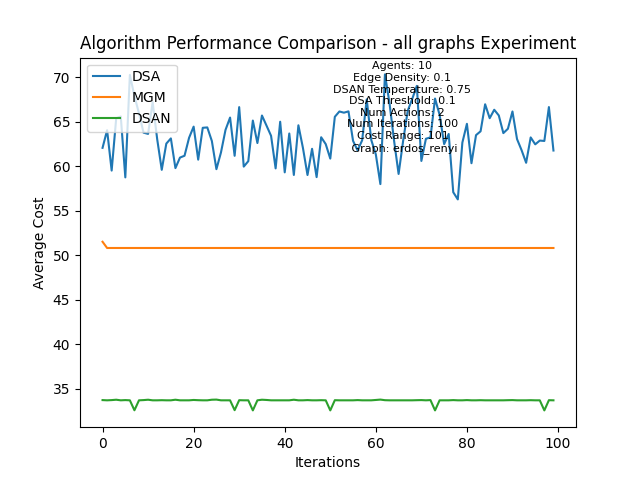 Algorithm Performance Comparison - all graphs Experiment
Agents: 10
Edge Density: 0.1
DSAN Temperature: 0.75
DSA Threshold: 0.1
Num Actions: 2
Num Iterations: 100
Cost Range: 101
Graph: erdos_renyi
DSA
MGM
DSAN
70
65
60
55
50
45
40
35
Average Cost
0
20
40
60
80
100
Iterations